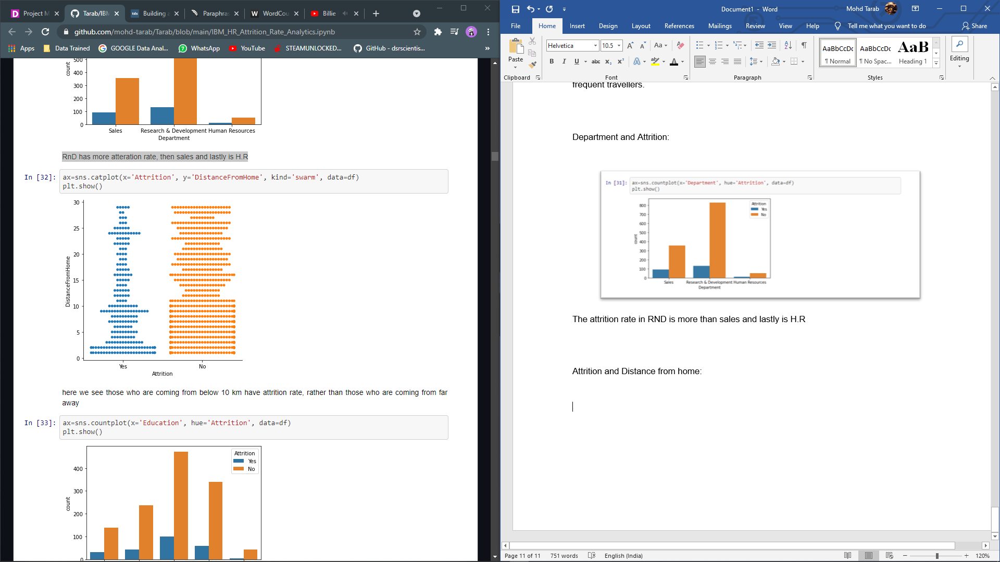 Project M
Tarab/IBM
Building a
Paraphras
WordCou
Billie
github.com/mohd-tarab/Tarab/blob/main/IBM_HR_Attrition_Rate_Analytics.ipynb
Apps
Data Trained
GOOGLE Data Anal...
WhatsApp
YouTube
STEAMUNLOCKED...
GitHub - dsrscientis...
»
count
500
400
300
200
100
0
Sales
Research & Development
Human Resources
Department
RnD has more atteration rate, then sales and lastly is H.R
In [32]:
ax=sns.catplot(x='Attrition', y='DistanceFromHome', kind='swarm', data=df)
plt.show()
30
25
20
15
10
5
0
DistanceFromHome
Yes
No
Attrition
here we see those who are coming from below 10 km have attrition rate, rather than those who are coming from far
away
In [33]:
ax=sns.countplot(x='Education', hue='Attrition', data=df)
plt.show()
Attrition
Yes
No
400
300
200
100
0
count
Document1 - Word
Mohd Tarab
File
Home
Insert
Design
Layout
References
Mailings
Review
View
Help
Tell me what you want to do
Share
Paste
Clipboard
Helvetica
10.5
Font
Paragraph
AaBbCcDc
¶ Normal
AaBbCcDc
¶ No Spac...
AaB
Heading 1
Styles
Editing
frequent travellers.
Department and Attrition:
In [31]:
ax=sns.countplot(x='Department', hue='Attrition', data=df)
plt.show()
Attrition
Yes
No
800
700
600
500
400
300
200
100
0
count
Sales
Research & Development
Human Resources
Department
The attrition rate in RND is more than sales and lastly is H.R
Attrition and Distance from home:
Page 11 of 11
751 words
English (India)
120%